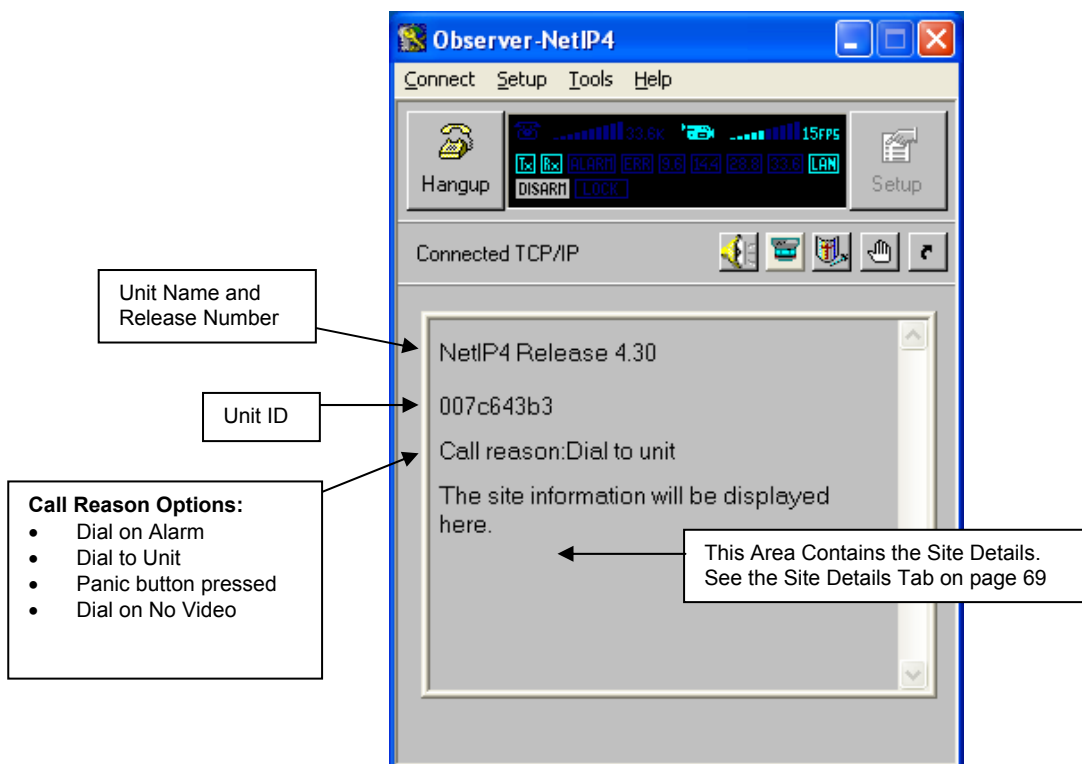 Observer-NetIP4
Connect Setup Tools Help
Hangup
33.6K 15FPS
Tx Rx ALARM ERR 9.6 14.4 28.8 33.6 LAN
DISARM LOCK
Setup
Connected TCP/IP
Unit Name and
Release Number
NetIP4 Release 4.30
Unit ID
007c643b3
Call reason:Dial to unit
The site information will be displayed
here.
Call Reason Options:
• Dial on Alarm
• Dial to Unit
• Panic button pressed
• Dial on No Video
This Area Contains the Site Details.
See the Site Details Tab on page 69